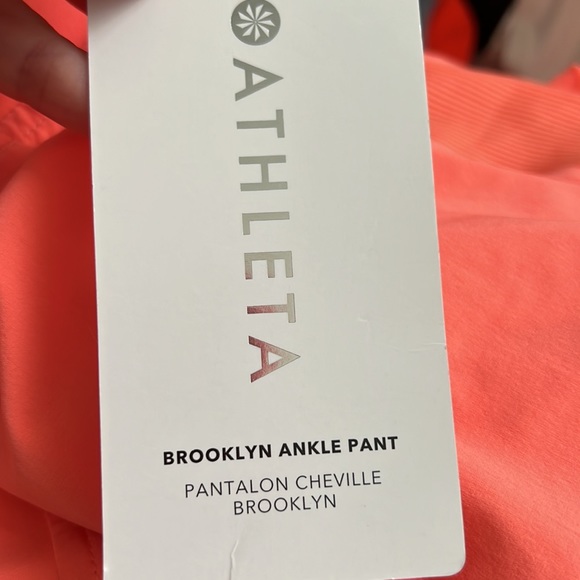 ATHLETA
BROOKLYN ANKLE PANT
PANTALON CHEVILLE
BROOKLYN